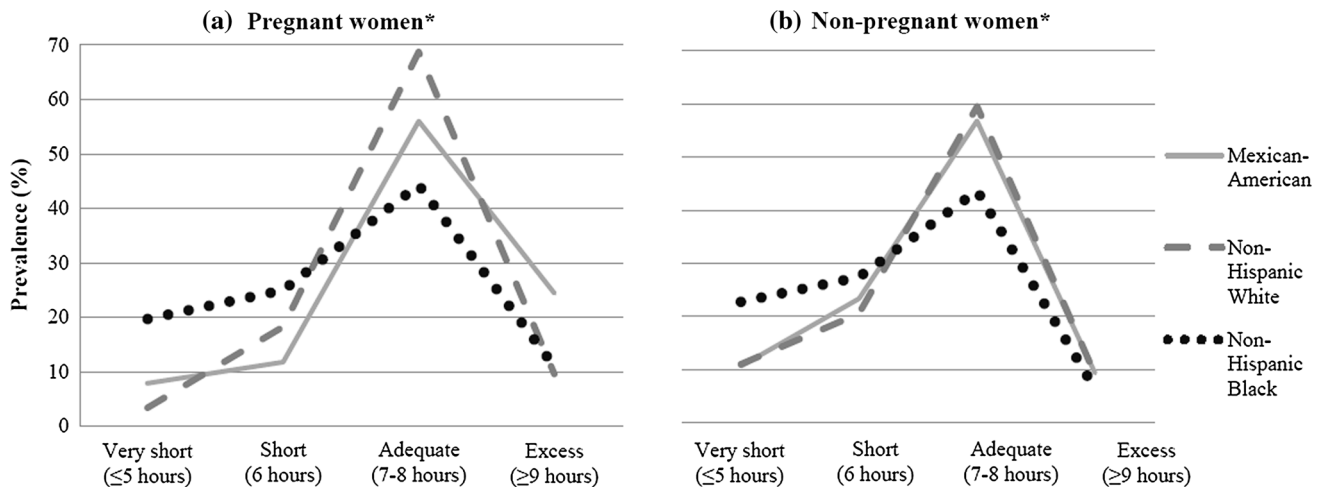 (a) Pregnant women*
(b) Non-pregnant women*
Prevalence (%)
70
60
50
40
30
20
10
0
Very short
(≤5 hours)
Short
(6 hours)
Adequate
(7-8 hours)
Excess
(≥9 hours)
Very short
(≤5 hours)
Short
(6 hours)
Adequate
(7-8 hours)
Excess
(≥9 hours)
Mexican-
American
Non-
Hispanic
White
Non-
Hispanic
Black